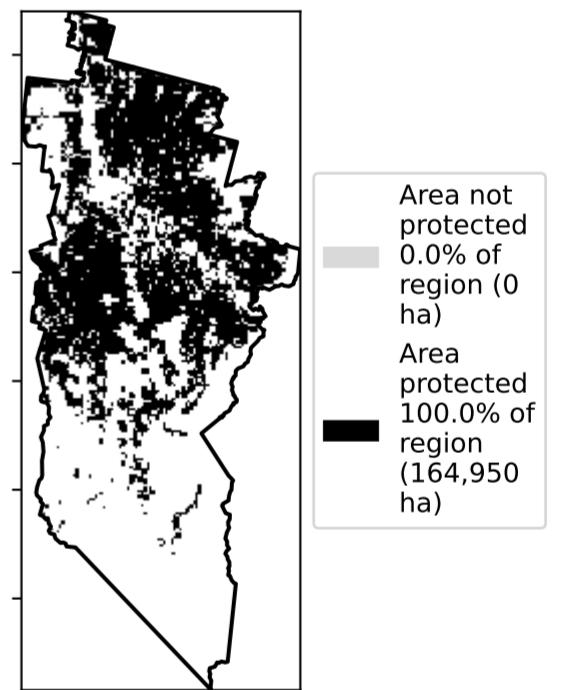 Area not
protected
0.0% of
region (0
ha)
Area
protected
100.0% of
region
(164,950
ha)